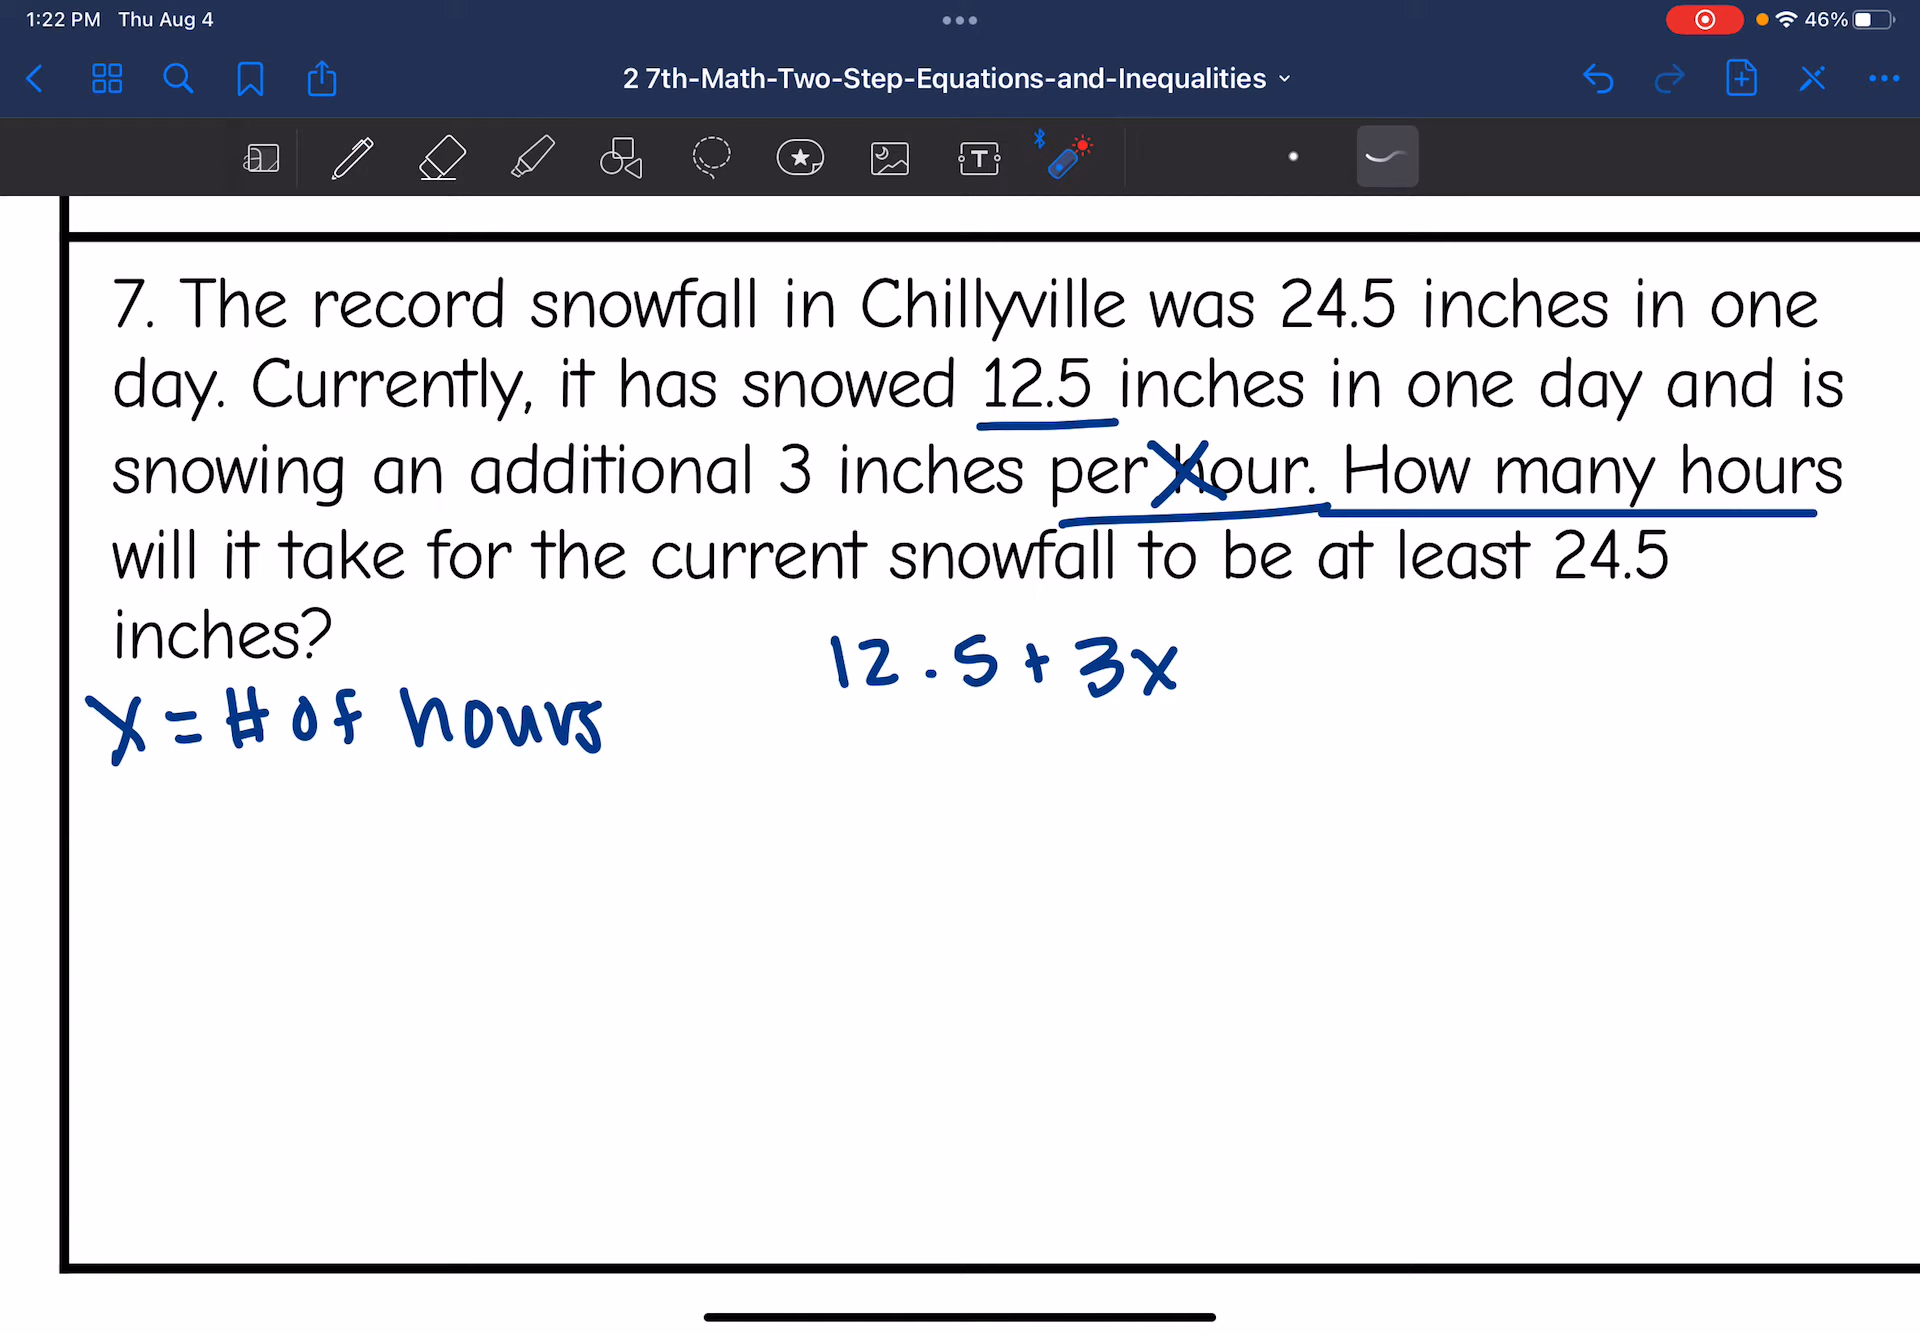 1:22 PM Thu Aug 4
46%
2 7th-Math-Two-Step-Equations-and-Inequalities
T
7. The record snowfall in Chillyville was 24.5 inches in one
day. Currently, it has snowed 12.5 inches in one day and is
snowing an additional 3 inches per hour. How many hours
will it take for the current snowfall to be at least 24.5
inches?
X
12.5 + 3x
x = # of hours